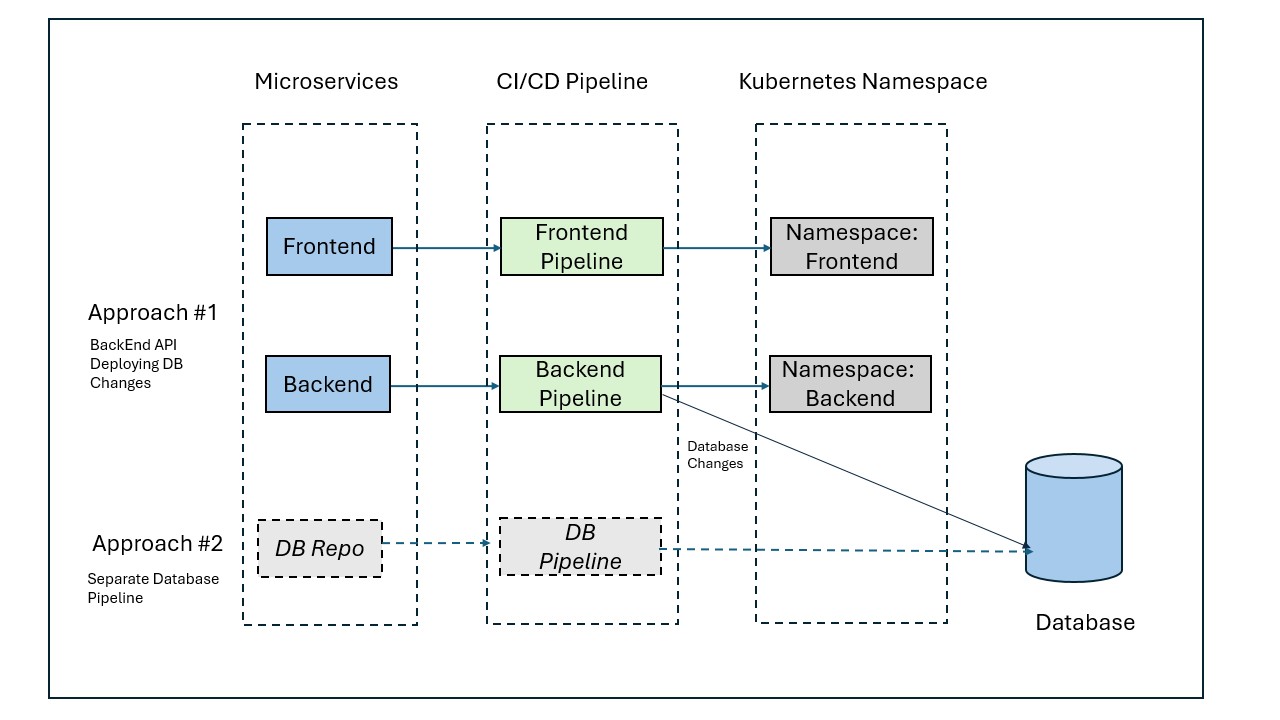 Microservices
CI/CD Pipeline
Kubernetes Namespace
Frontend
Frontend
Pipeline
Namespace:
Frontend
Approach #1
BackEnd API
Deploying DB
Changes
Backend
Backend
Pipeline
Namespace:
Backend
Database
Changes
Approach #2
Separate Database
Pipeline
DB Repo
DB
Pipeline
Database